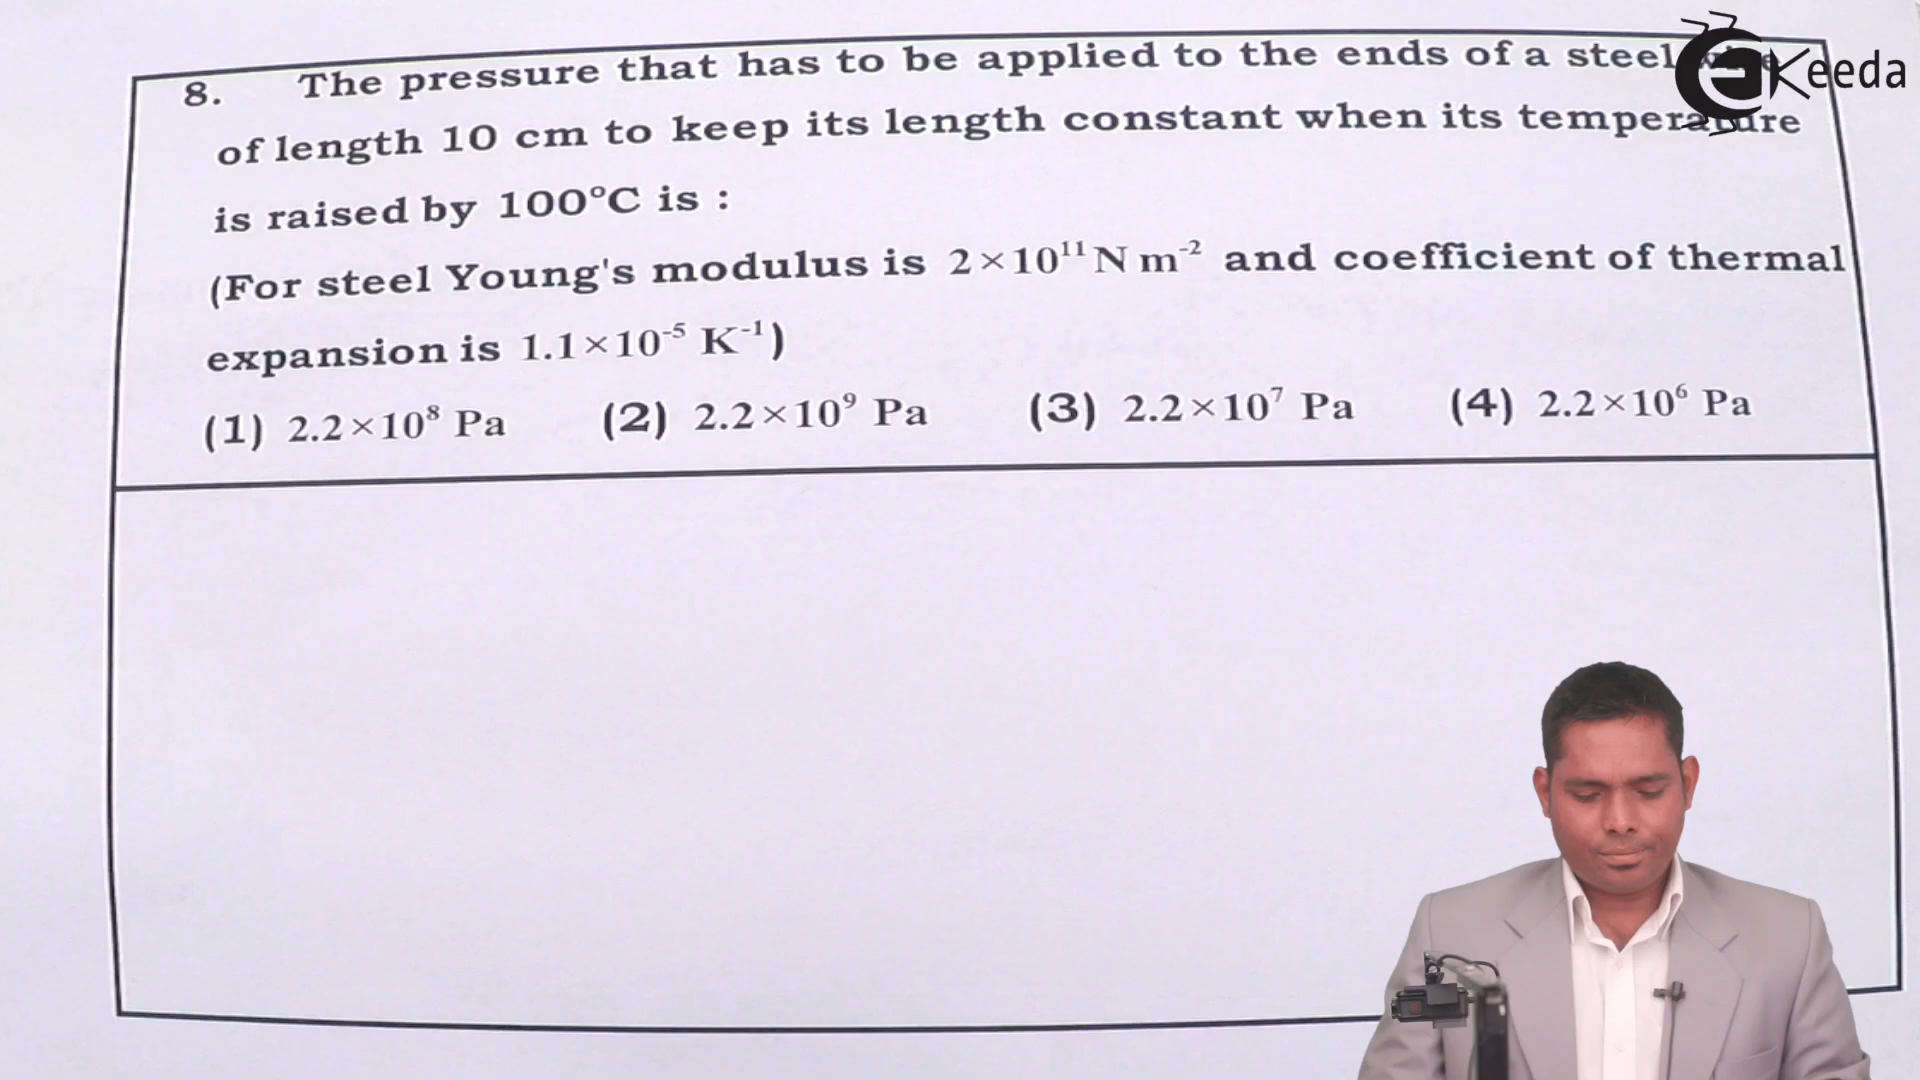 8. The pressure that has to be applied to the ends of a steel
of length 10 cm to keep its length constant when its temperature
is raised by 100°C is :
(For steel Young's modulus is 2×10¹¹ N m⁻² and coefficient of thermal
expansion is 1.1×10⁻⁵ K⁻¹)
(1) 2.2×10⁸ Pa (2) 2.2×10⁹ Pa (3) 2.2×10⁷ Pa (4) 2.2×10⁶ Pa
eKeeda